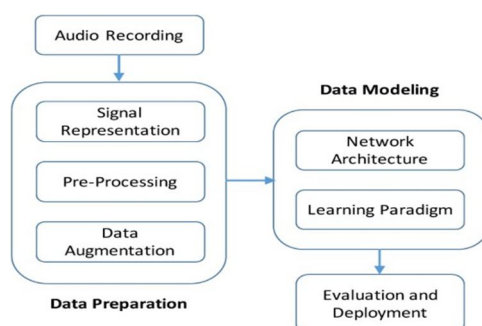 Audio Recording
Signal
Representation
Pre-Processing
Data
Augmentation
Data Preparation
Data Modeling
Network
Architecture
Learning Paradigm
Evaluation and
Deployment